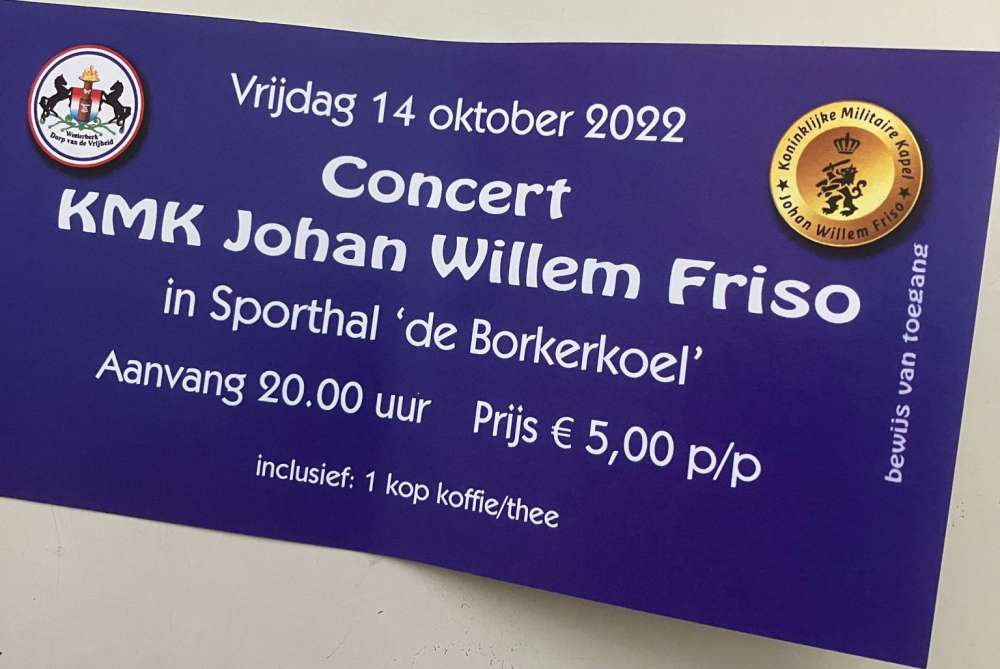 Westerbork
Dorp van de Vrijheid
Vrijdag 14 oktober 2022
Koninklijke Militaire Kapel
Johan Willem Friso
Concert
KMK Johan Willem Friso
in Sporthal ‘de Borkerkoel’
Aanvang 20.00 uur Prijs € 5,00 p/p
inclusief: 1 kop koffie/thee
bewijs van toegang